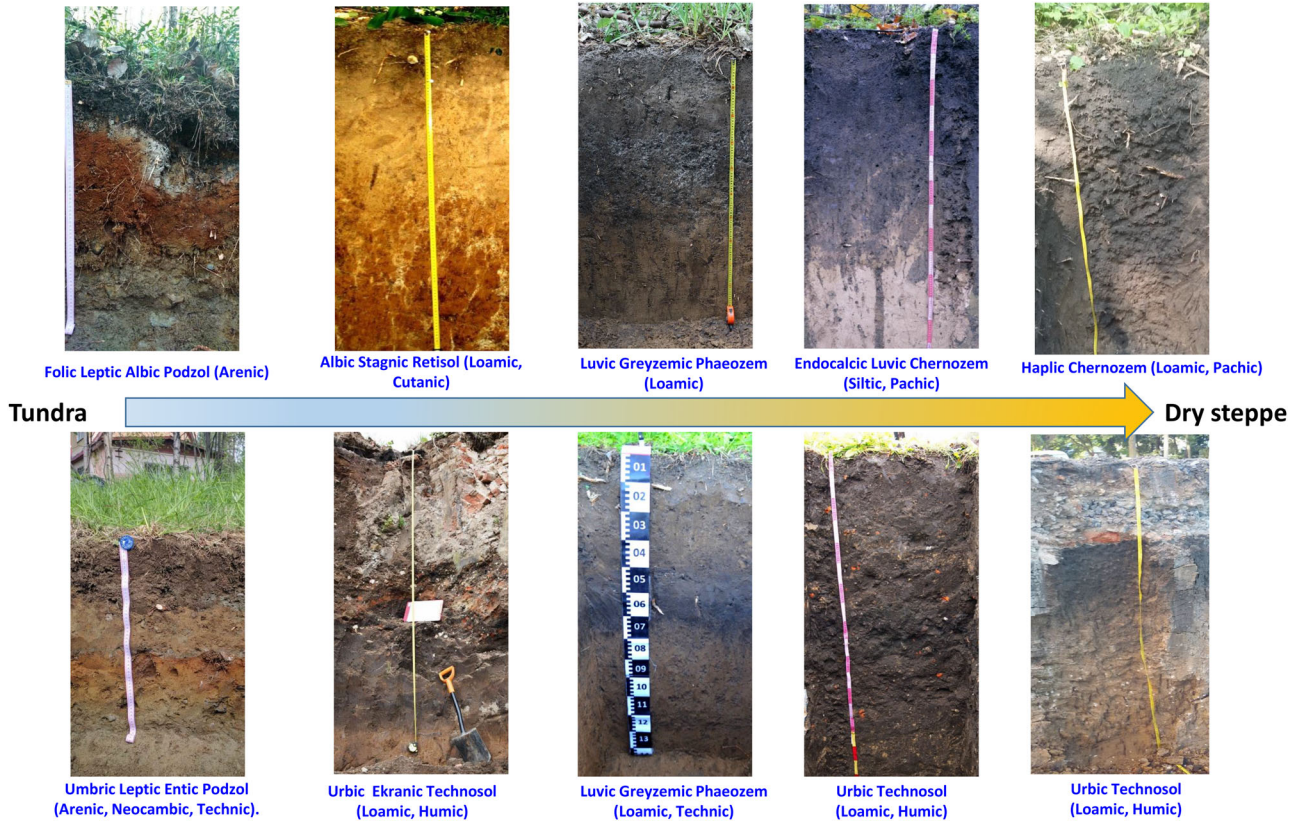 Folic Leptic Albic Podzol (Arenic)
Albic Stagnic Retisol (Loamic,
Cutanic)
Luvic Greyzemic Phaeozem
(Loamic)
Endocalcic Luvic Chernozem
(Siltic, Pachic)
Haplic Chernozem (Loamic, Pachic)
Tundra
Dry steppe
01
02
03
04
05
06
07
08
09
10
11
12
13
Umbric Leptic Entic Podzol
(Arenic, Neocambic, Technic).
Urbic Ekranic Technosol
(Loamic, Humic)
Luvic Greyzemic Phaeozem
(Loamic, Technic)
Urbic Technosol
(Loamic, Humic)
Urbic Technosol
(Loamic, Humic)